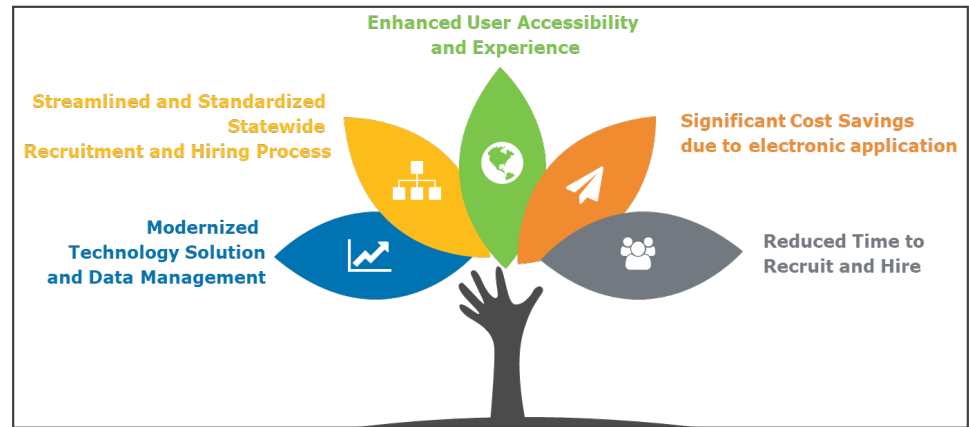 Enhanced User Accessibility
and Experience
Streamlined and Standardized
Statewide
Recruitment and Hiring Process
Significant Cost Savings
due to electronic application
Modernized
Technology Solution
and Data Management
Reduced Time to
Recruit and Hire